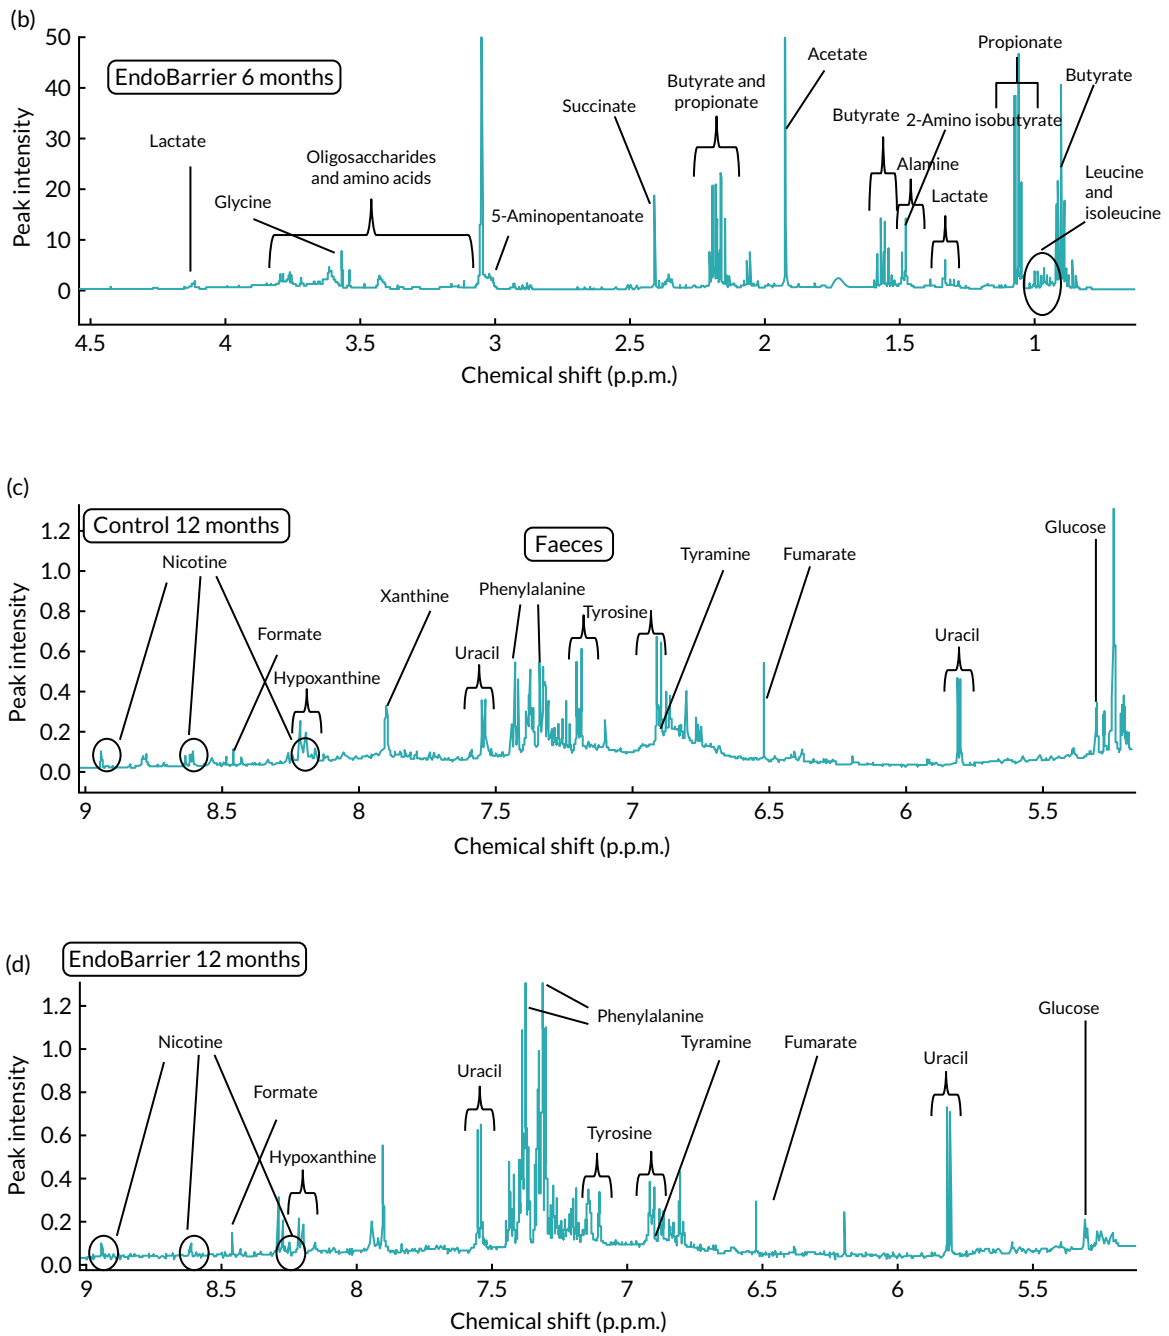 (b)
50
40
30
20
10
0
Peak intensity
EndoBarrier 6 months
Lactate
Glycine
Oligosaccharides
and amino acids
5-Aminopentanoate
Succinate
Butyrate and
propionate
Acetate
Butyrate
2-Amino isobutyrate
Alamine
Lactate
Propionate
Butyrate
Leucine
and
isoleucine
4.5 4 3.5 3 2.5 2 1.5 1
Chemical shift (p.p.m.)
(c)
1.2
1.0
0.8
0.6
0.4
0.2
0.0
Peak intensity
Control 12 months
Faeces
Nicotine
Formate
Hypoxanthine
Xanthine
Uracil
Phenylalanine
Tyrosine
Tyramine
Fumarate
Uracil
Glucose
9 8.5 8 7.5 7 6.5 6 5.5
Chemical shift (p.p.m.)
(d)
EndoBarrier 12 months
1.2
1.0
0.8
0.6
0.4
0.2
0.0
Peak intensity
Nicotine
Formate
Hypoxanthine
Uracil
Phenylalanine
Tyrosine
Tyramine
Fumarate
Uracil
Glucose
9 8.5 8 7.5 7 6.5 6 5.5
Chemical shift (p.p.m.)